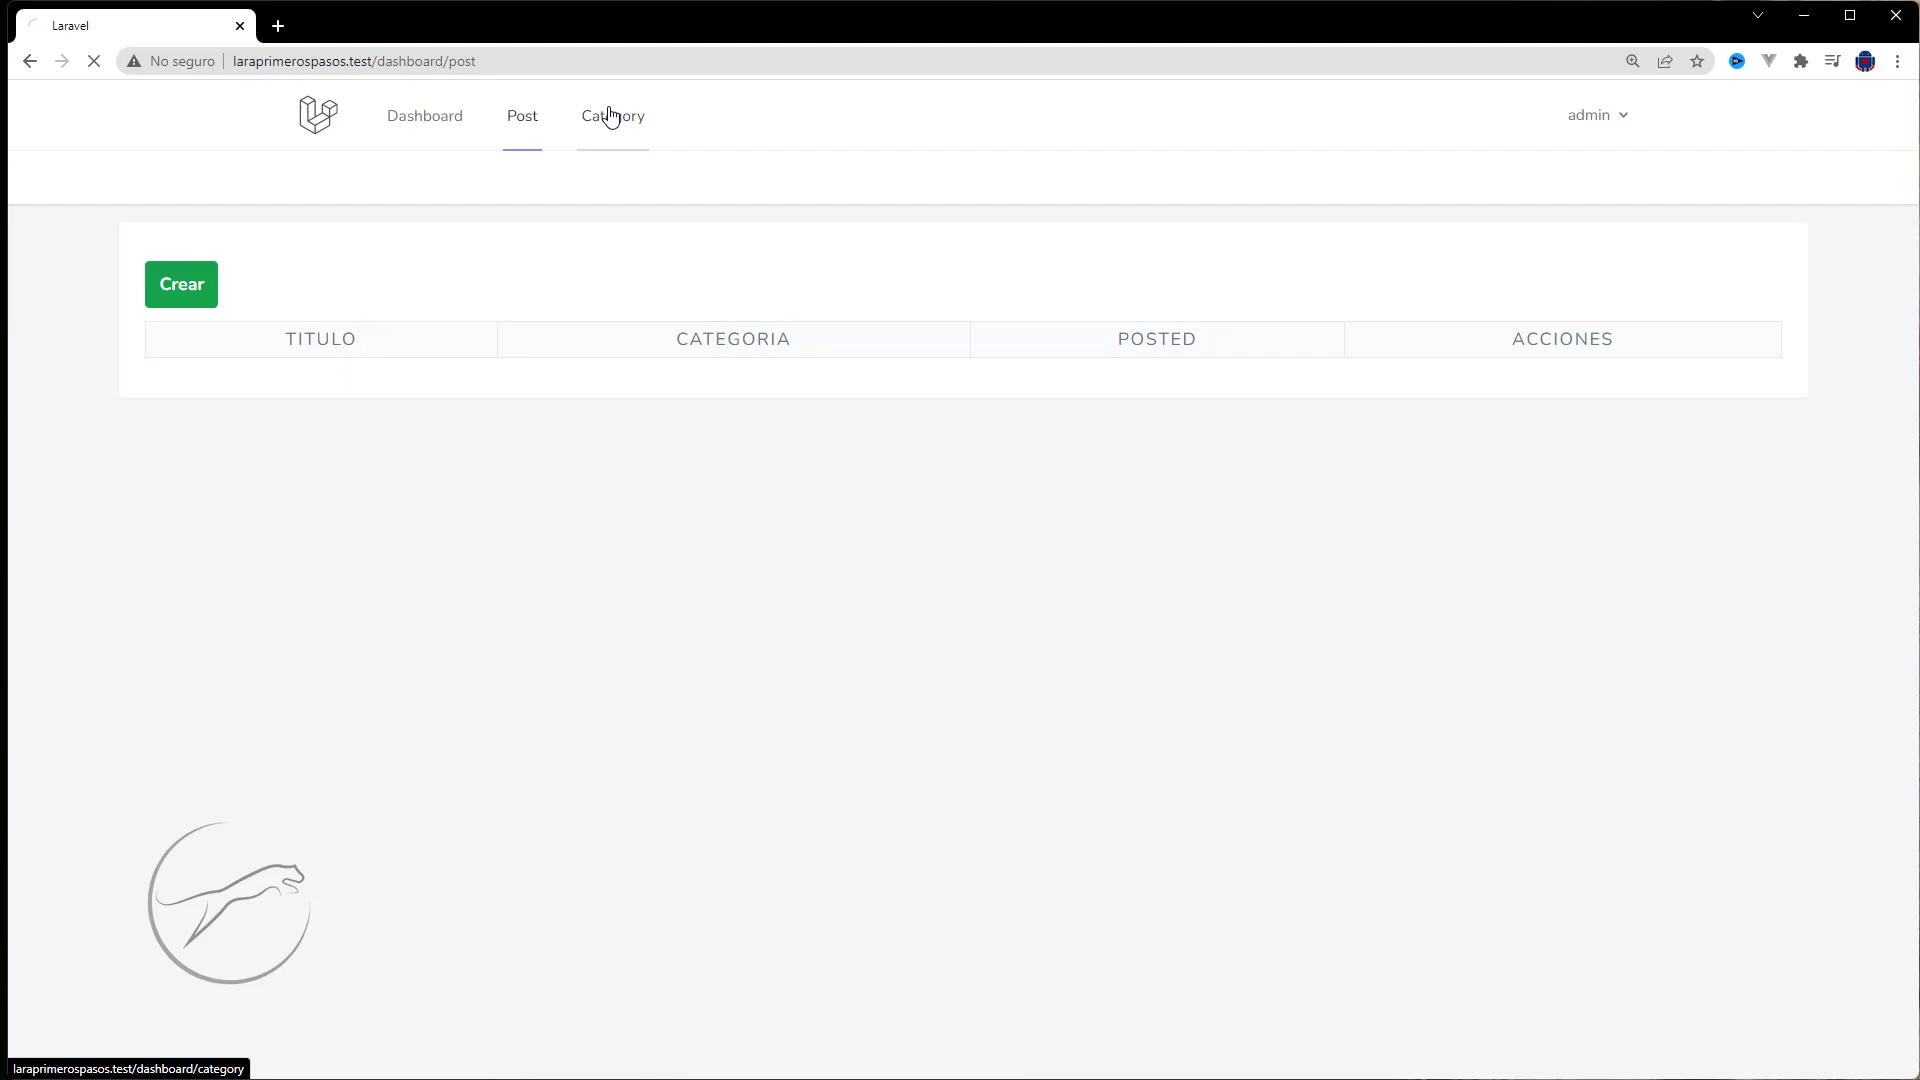 Laravel
No seguro laraprimerospasos.test/dashboard/post
Dashboard Post Category admin
Crear
TITULO CATEGORIA POSTED ACCIONES
laraprimerospasos.test/dashboard/category